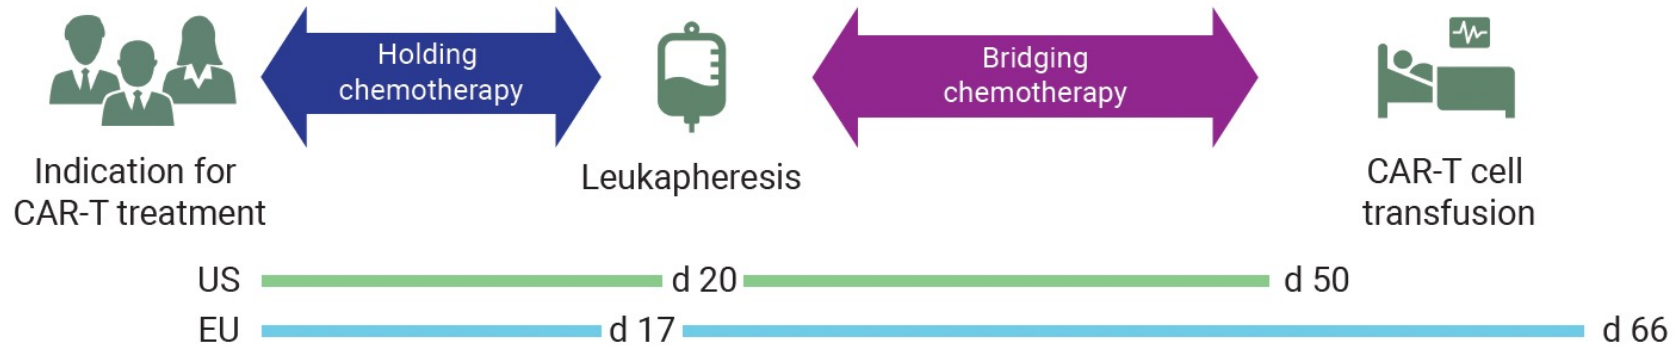 Holding
chemotherapy
Bridging
chemotherapy
Indication for
CAR-T treatment
Leukapheresis
CAR-T cell
transfusion
US d 20 d 50
EU d 17 d 66